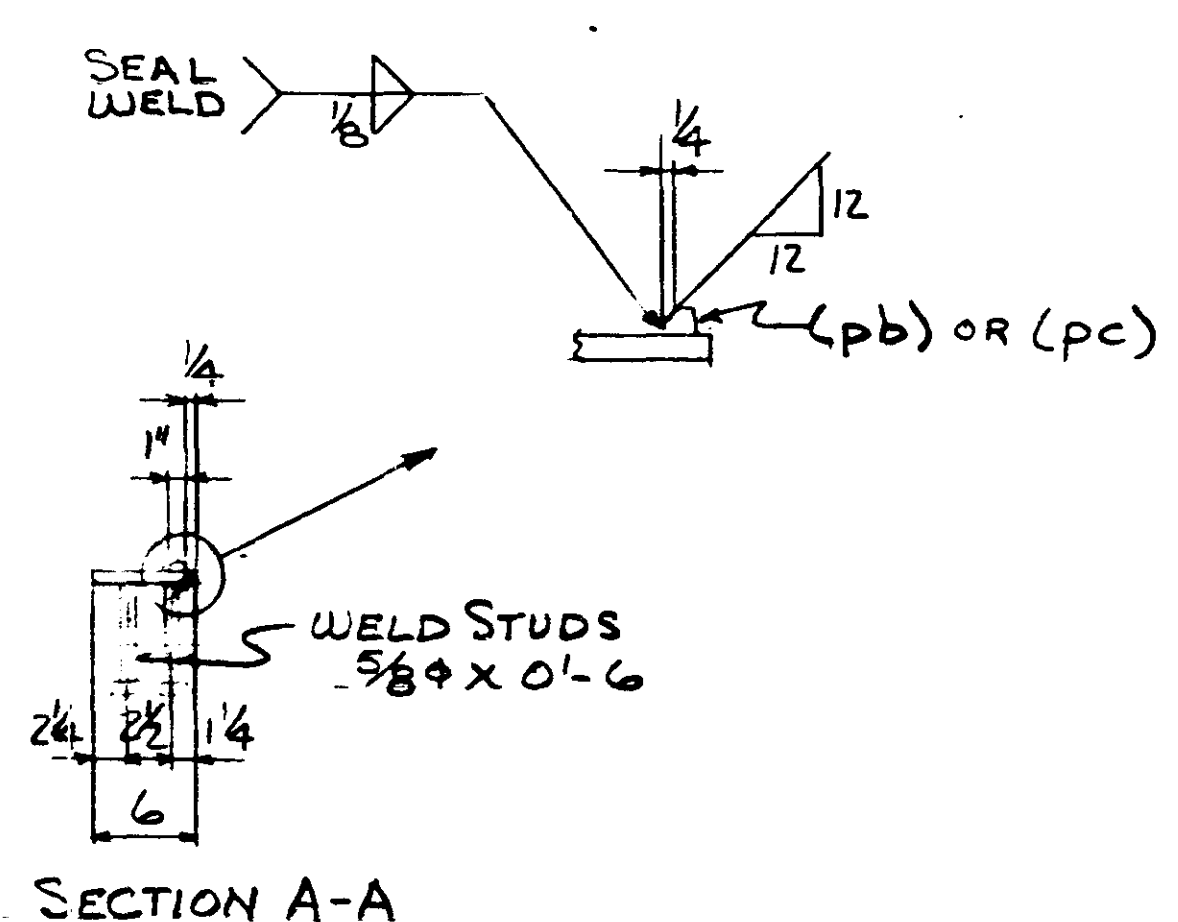 SEAL
WELD
1/8
1/4
12
12
(pb) OR (pc)
1/4
1"
WELD STUDS
5/8φ X 0'-6
2 1/4
2 1/2
1 1/4
6
SECTION A-A